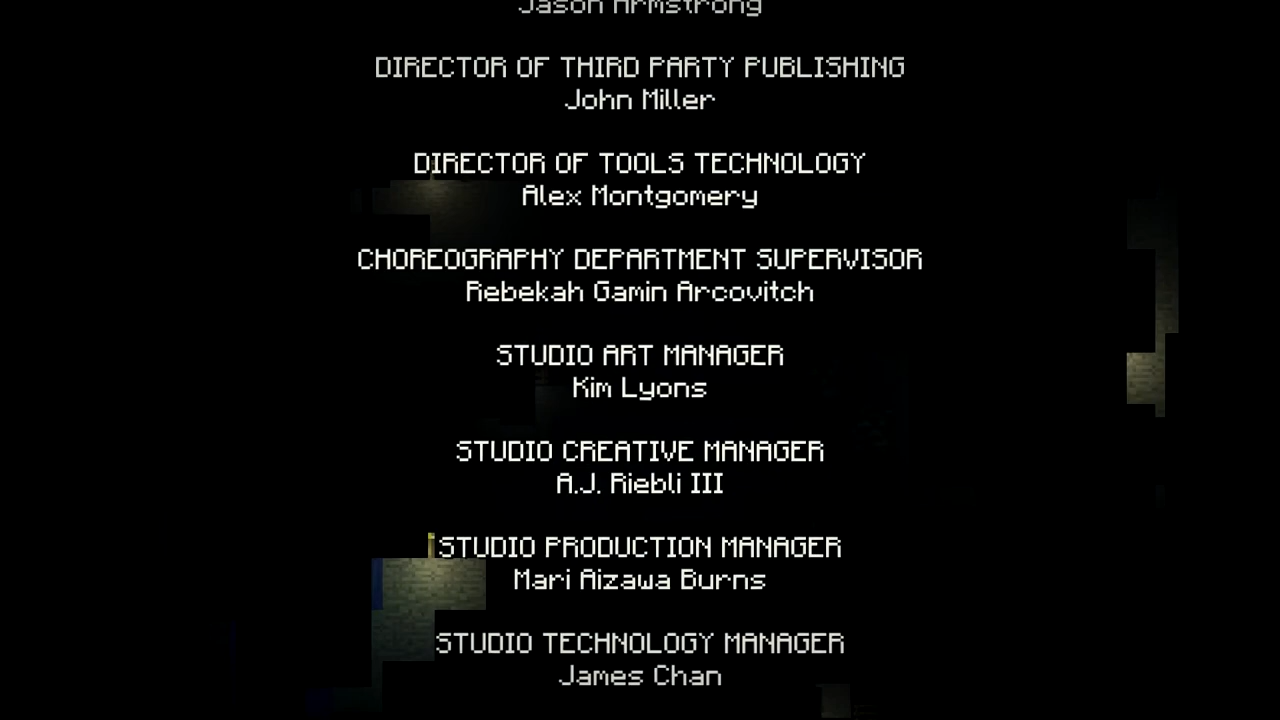 Jason Armstrong
DIRECTOR OF THIRD PARTY PUBLISHING
John Miller
DIRECTOR OF TOOLS TECHNOLOGY
Alex Montgomery
CHOREOGRAPHY DEPARTMENT SUPERVISOR
Rebekah Gamin Arcovitch
STUDIO ART MANAGER
Kim Lyons
STUDIO CREATIVE MANAGER
A.J. Riebli III
STUDIO PRODUCTION MANAGER
Mari Aizawa Burns
STUDIO TECHNOLOGY MANAGER
James Chan